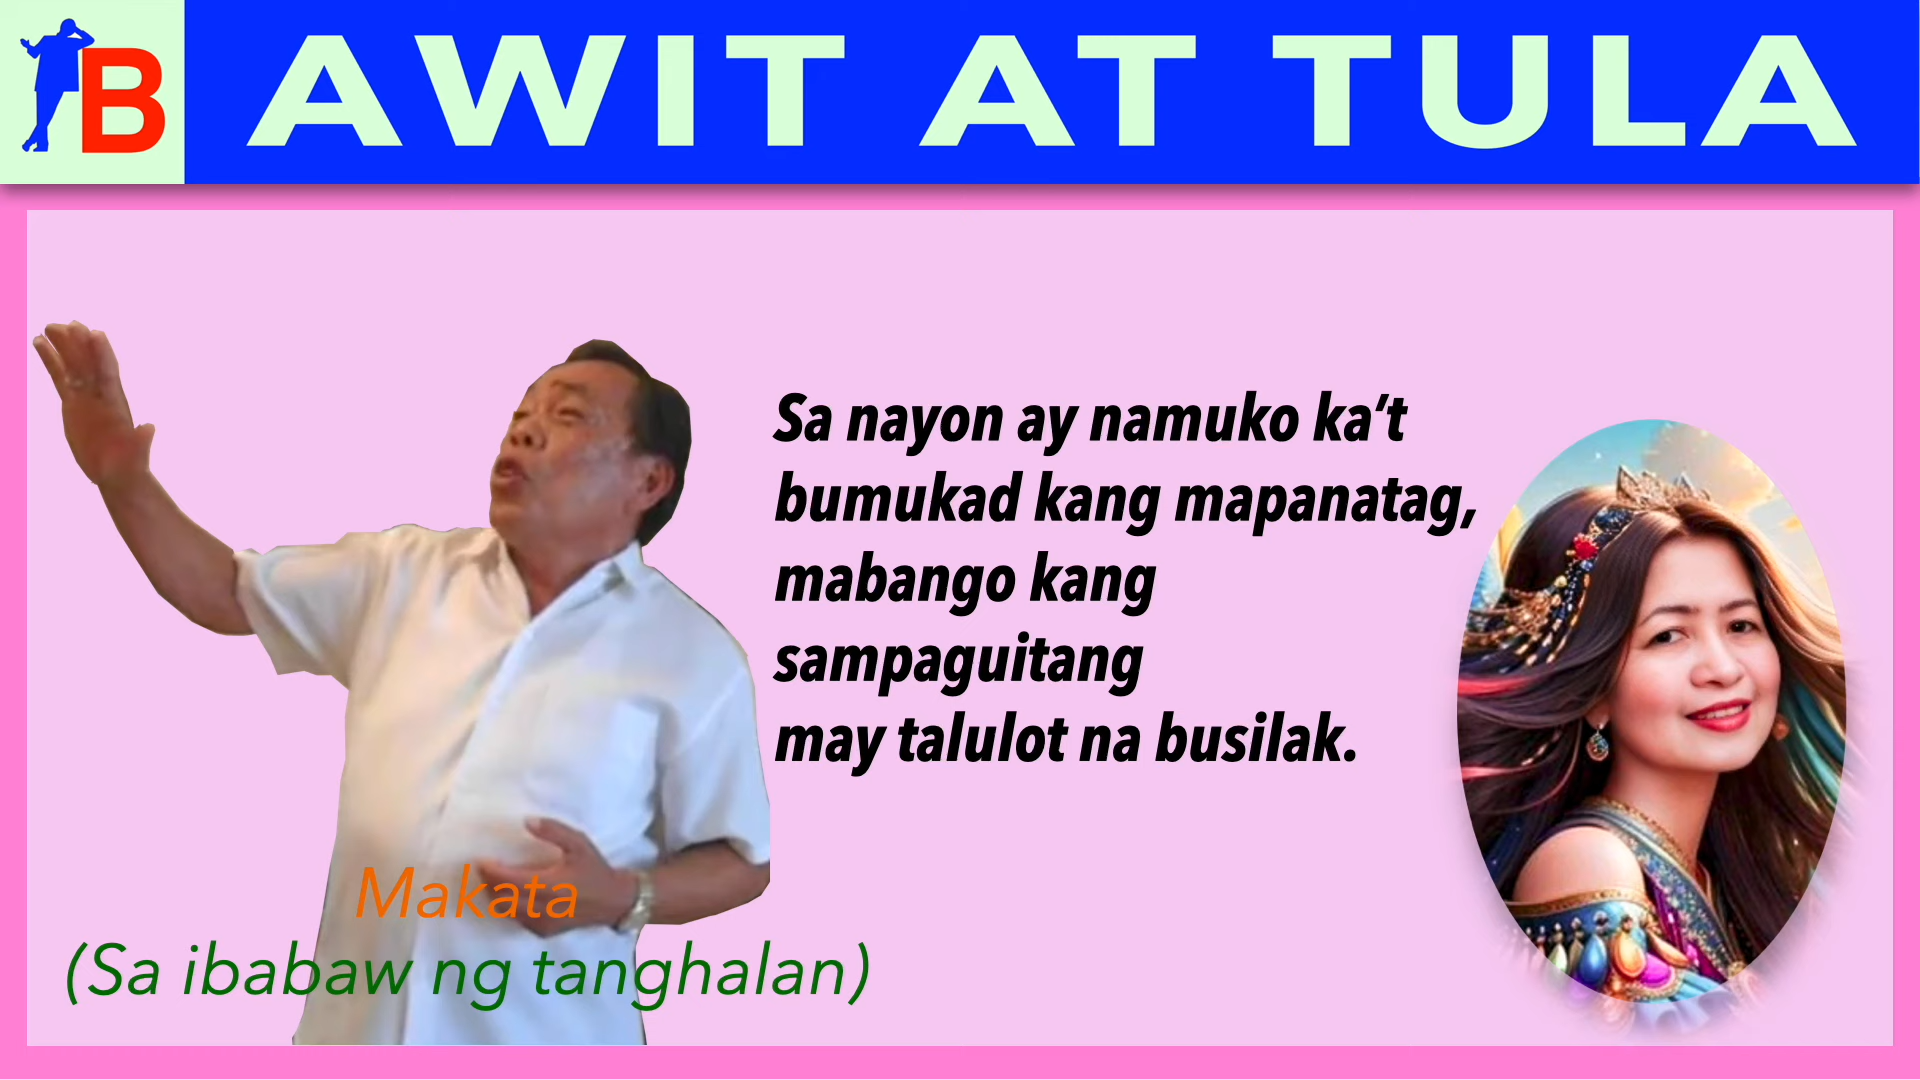 B AWIT AT TULA
Sa nayon ay namuko ka’t
bumukad kang mapanatag,
mabango kang
sampaguitang
may talulot na busilak.
Makata
(Sa ibabaw ng tanghalan)